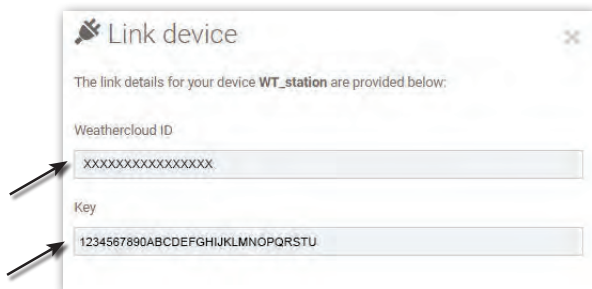 Link device
The link details for your device WT_station are provided below:
Weathercloud ID
XXXXXXXXXXXXXXXX
Key
1234567890ABCDEFGHIJKLMNOPQRSTU